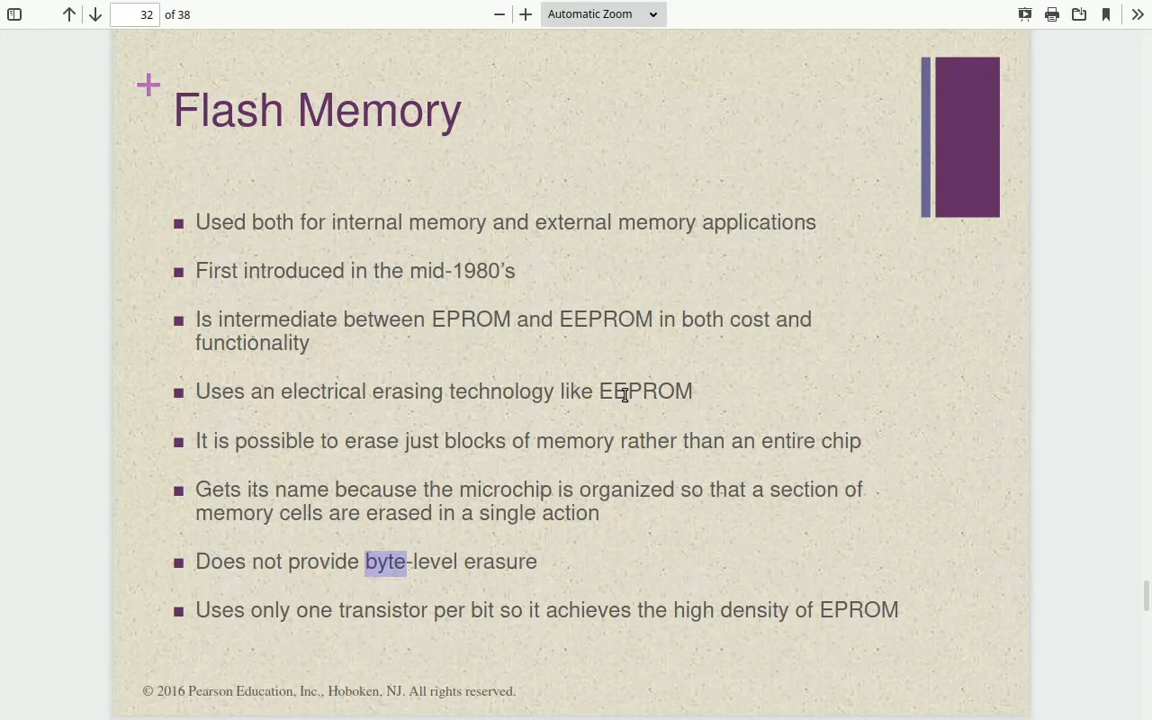 32 of 38
Automatic Zoom
+
Flash Memory
Used both for internal memory and external memory applications
First introduced in the mid-1980’s
Is intermediate between EPROM and EEPROM in both cost and
functionality
Uses an electrical erasing technology like EEPROM
It is possible to erase just blocks of memory rather than an entire chip
Gets its name because the microchip is organized so that a section of
memory cells are erased in a single action
Does not provide byte-level erasure
Uses only one transistor per bit so it achieves the high density of EPROM
© 2016 Pearson Education, Inc., Hoboken, NJ. All rights reserved.